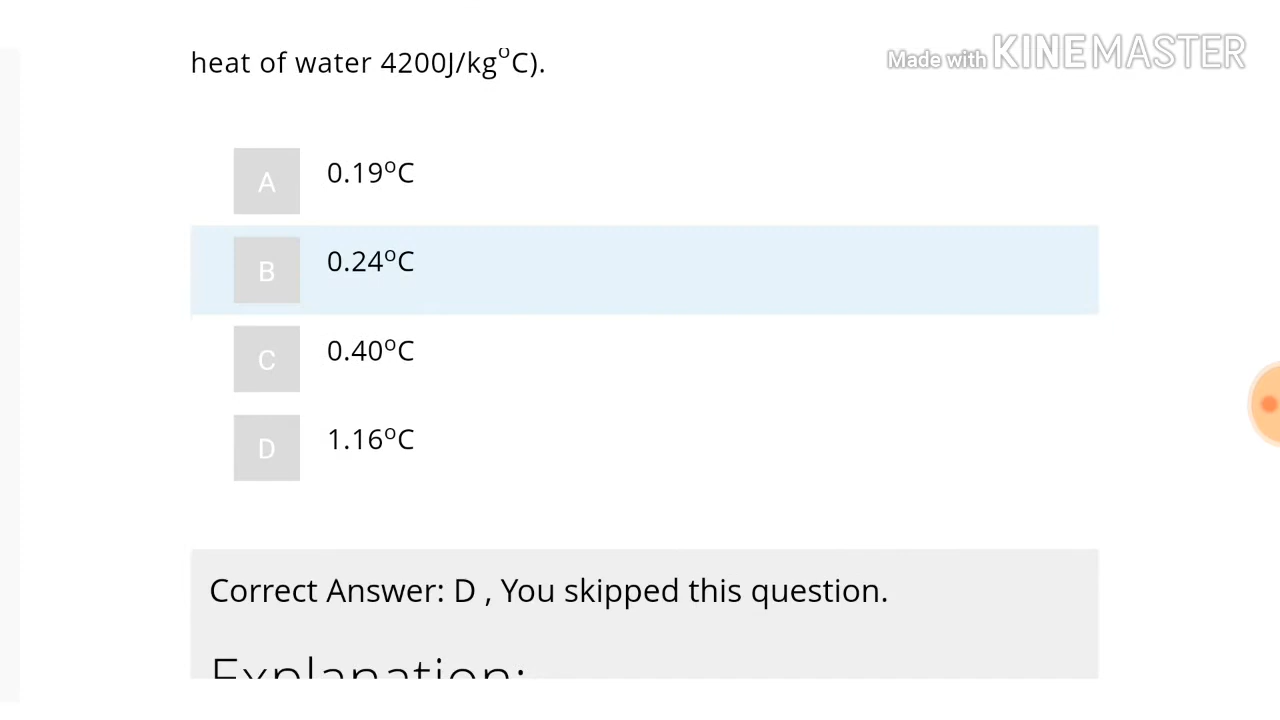 heat of water 4200J/kg°C).
Made with KINEMASTER
A 0.19°C
B 0.24°C
C 0.40°C
D 1.16°C
Correct Answer: D , You skipped this question.
Explanation: